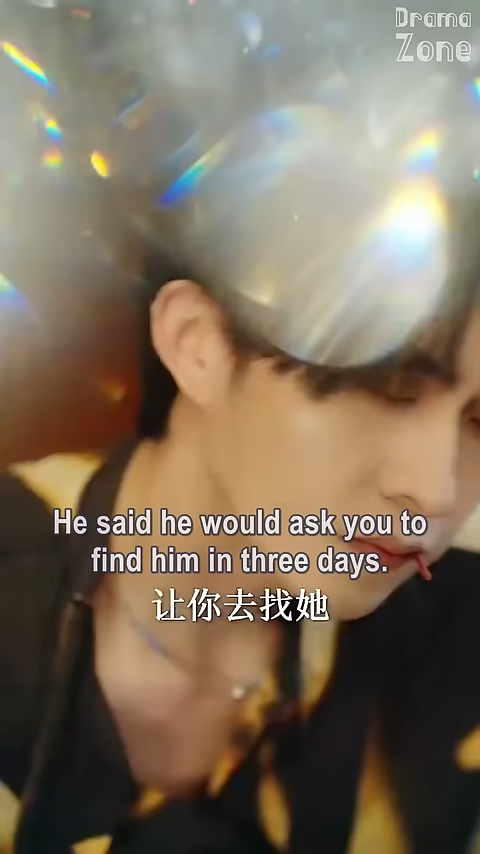 Drama
Zone
He said he would ask you to
find him in three days.
让你去找她